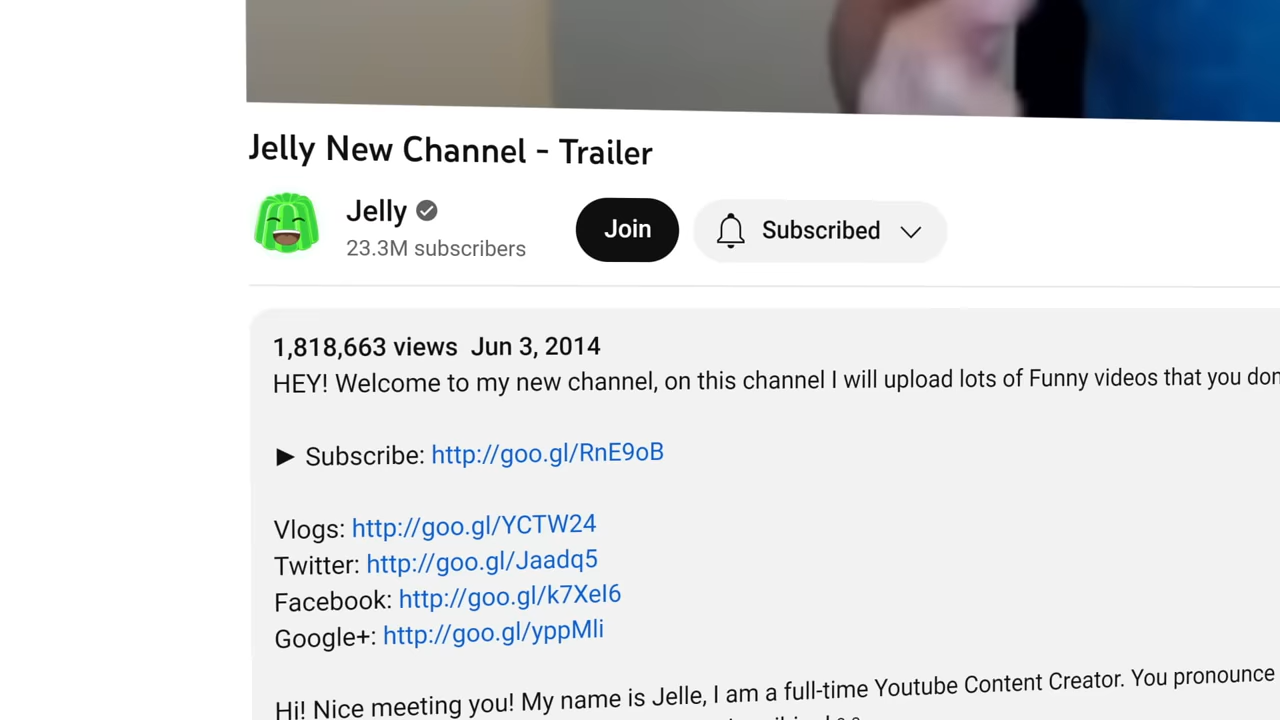 Jelly New Channel - Trailer
Jelly
23.3M subscribers
Join
Subscribed
1,818,663 views Jun 3, 2014
HEY! Welcome to my new channel, on this channel I will upload lots of Funny videos that you don
► Subscribe: http://goo.gl/RnE9oB
Vlogs: http://goo.gl/YCTW24
Twitter: http://goo.gl/Jaadq5
Facebook: http://goo.gl/k7XeI6
Google+: http://goo.gl/yppMli
Hi! Nice meeting you! My name is Jelle, I am a full-time Youtube Content Creator. You pronounce